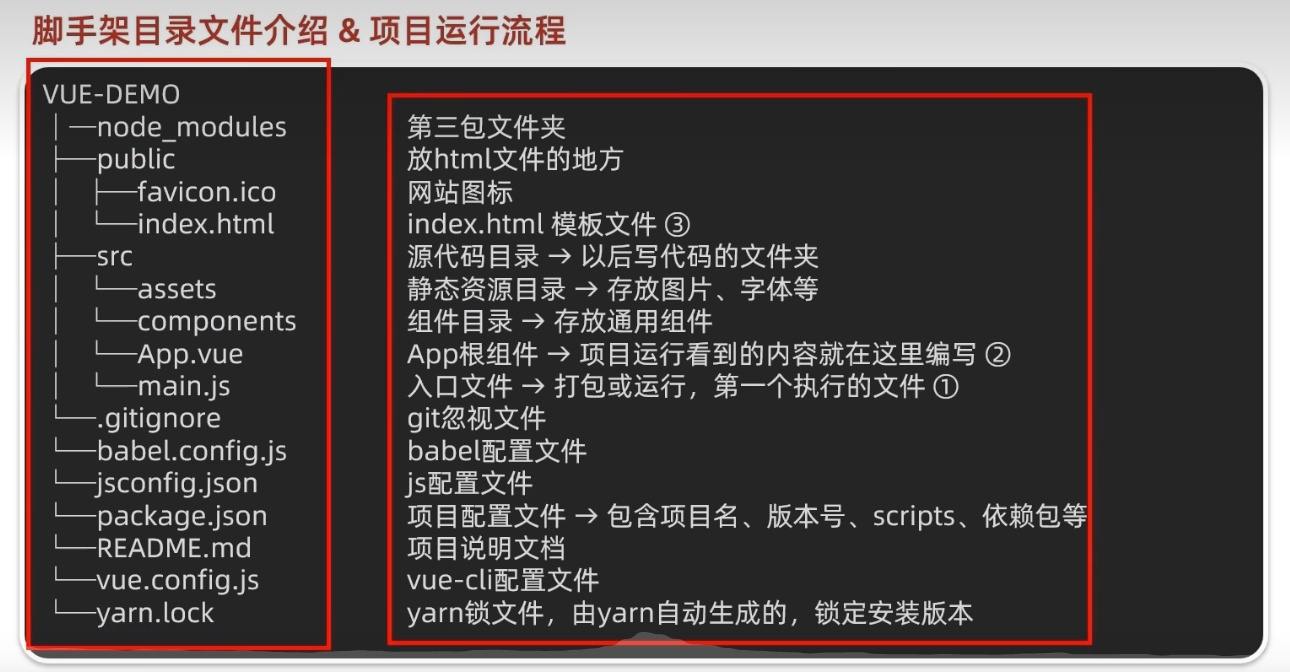 脚手架目录文件介绍 & 项目运行流程
VUE-DEMO
│─node_modules 第三包文件夹
├──public 放html文件的地方
│ ├──favicon.ico 网站图标
│ └──index.html index.html 模板文件 ③
├──src 源代码目录 → 以后写代码的文件夹
│ └──assets 静态资源目录 → 存放图片、字体等
│ └──components 组件目录 → 存放通用组件
│ └──App.vue App根组件 → 项目运行看到的内容就在这里编写 ②
│ └──main.js 入口文件 → 打包或运行，第一个执行的文件 ①
└──.gitignore git忽视文件
└──babel.config.js babel配置文件
└──jsconfig.json js配置文件
└──package.json 项目配置文件 → 包含项目名、版本号、scripts、依赖包等
└──README.md 项目说明文档
└──vue.config.js vue-cli配置文件
└──yarn.lock yarn锁文件，由yarn自动生成的，锁定安装版本